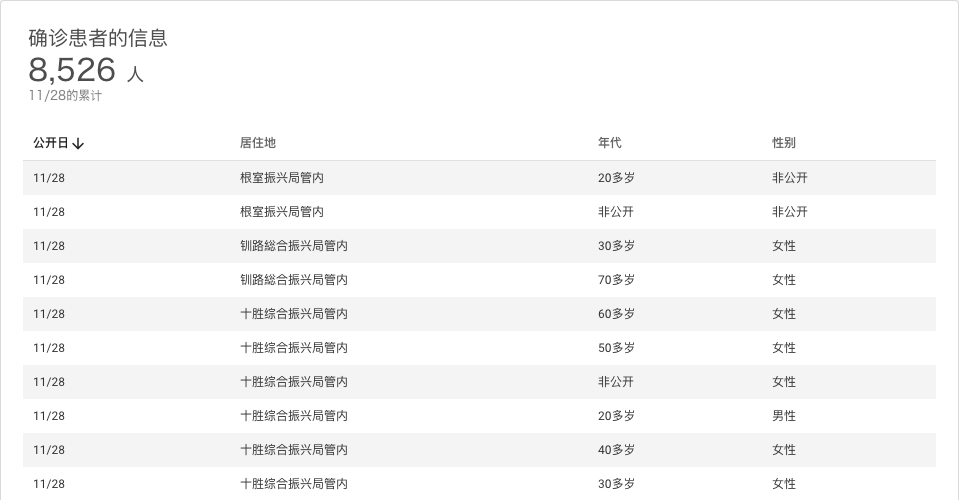 确诊患者的信息
8,526 人
11/28的累计
公开日↓ 居住地 年代 性别
11/28 根室振兴局管内 20多岁 非公开
11/28 根室振兴局管内 非公开 非公开
11/28 钏路総合振兴局管内 30多岁 女性
11/28 钏路総合振兴局管内 70多岁 女性
11/28 十胜综合振兴局管内 60多岁 女性
11/28 十胜综合振兴局管内 50多岁 女性
11/28 十胜综合振兴局管内 非公开 女性
11/28 十胜综合振兴局管内 20多岁 男性
11/28 十胜综合振兴局管内 40多岁 女性
11/28 十胜综合振兴局管内 30多岁 女性